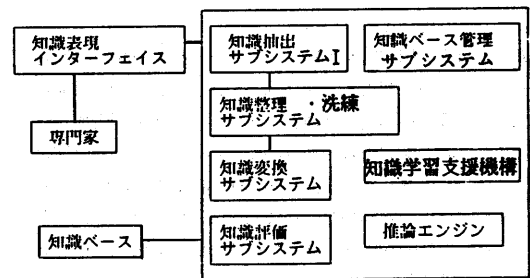 知識表現
インターフェイス
専門家
知識ベース
知識抽出
サブシステムI
知識整理・洗練
サブシステム
知識変換
サブシステム
知識評価
サブシステム
知識ベース管理
サブシステム
知識学習支援機構
推論エンジン